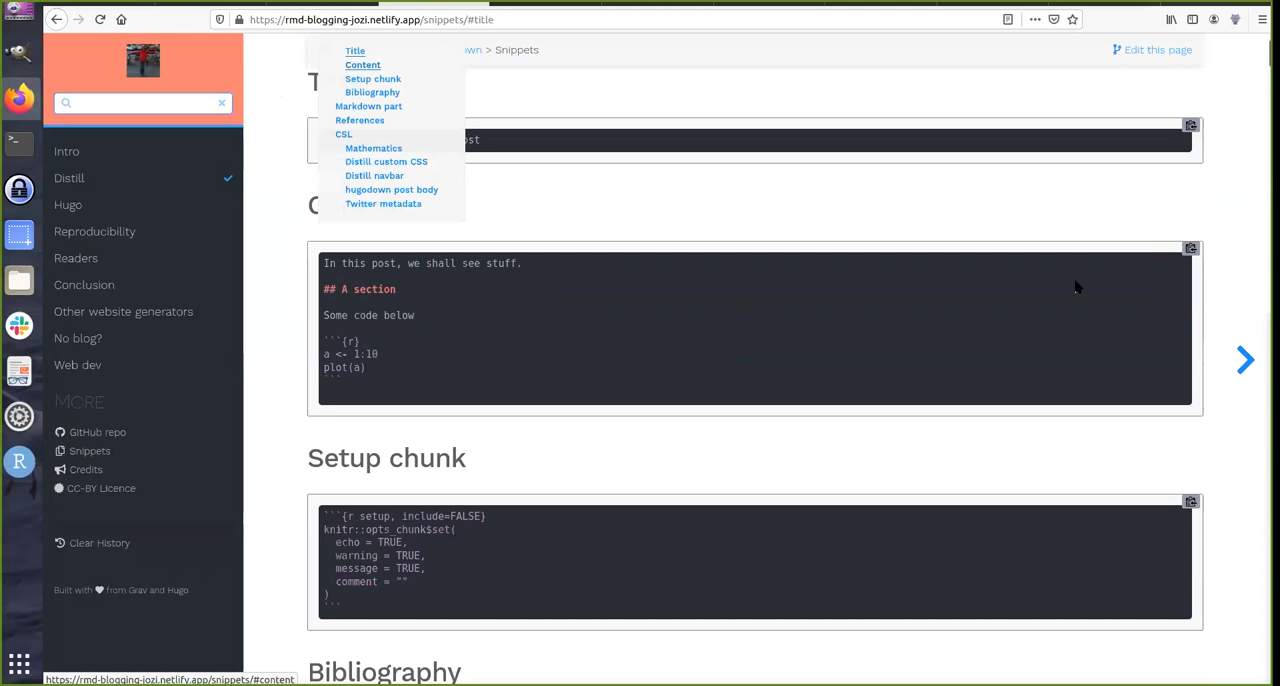 https://rmd-blogging-jozi.netlify.app/snippets/#title
Intro
Distill
Hugo
Reproducibility
Readers
Conclusion
Other website generators
No blog?
Web dev
MORE
GitHub repo
Snippets
Credits
CC-BY Licence
Clear History
Built with from Grav and Hugo
Title
Content
Setup chunk
Bibliography
Markdown part
References
CSL
Mathematics
Distill custom CSS
Distill navbar
hugodown post body
Twitter metadata
wn > Snippets
Edit this page
ost
In this post, we shall see stuff.
## A section
Some code below
```{r}
a <- 1:10
plot(a)
```
Setup chunk
```{r setup, include=FALSE}
knitr::opts_chunk$set(
echo = TRUE,
warning = TRUE,
message = TRUE,
comment = ""
)
```
Bibliography
https://rmd-blogging-jozi.netlify.app/snippets/#content
R